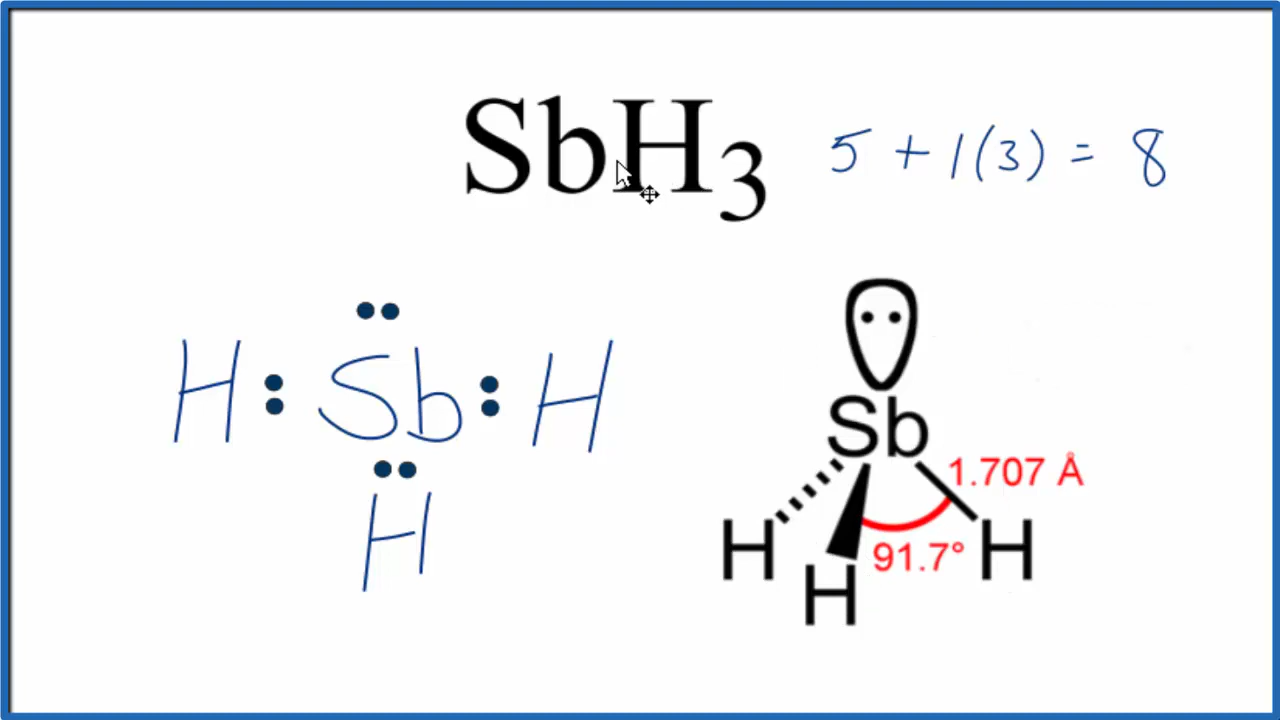 SbH₃ 5 + 1(3) = 8
H : Sb : H
H
Sb
1.707 Å
91.7°
H H H